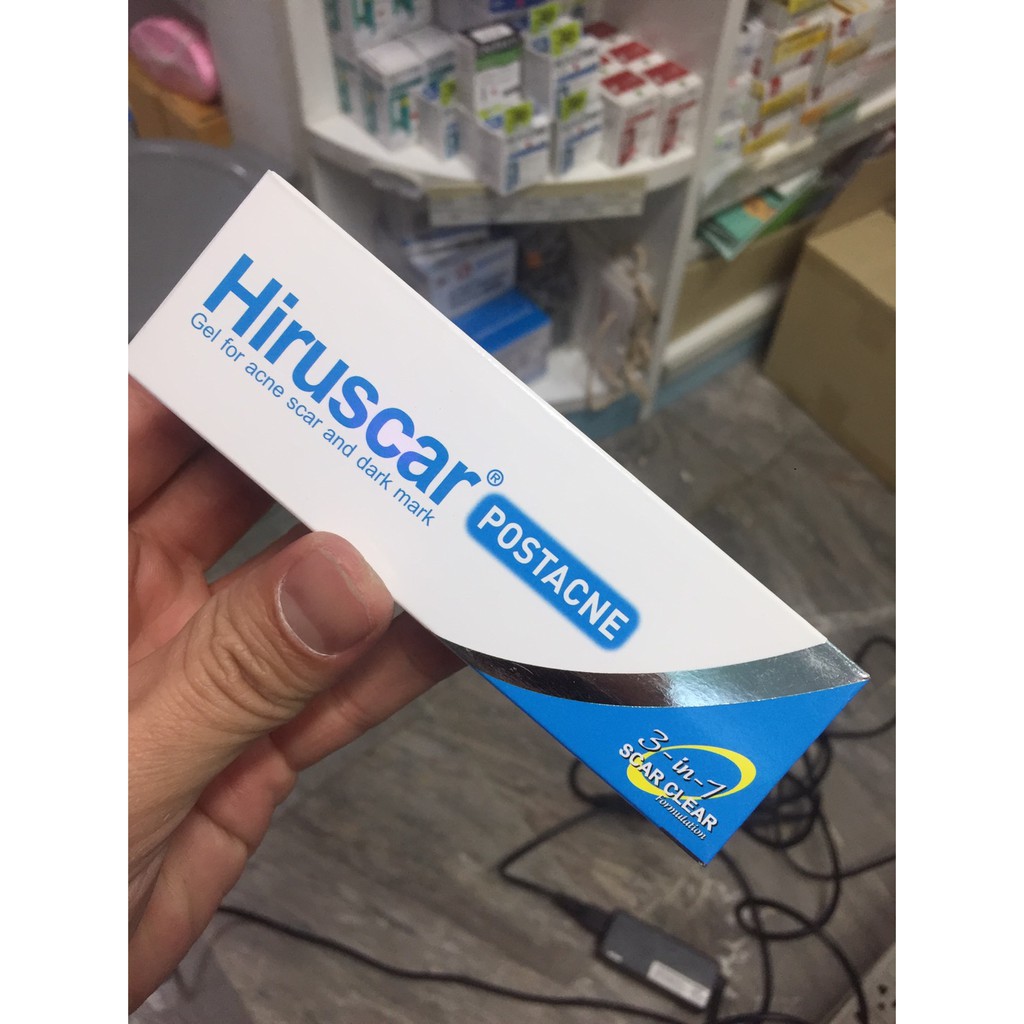 Hiruscar®
Gel for acne scar and dark mark
POSTACNE
3-in-1
SCAR CLEAR
Formulation